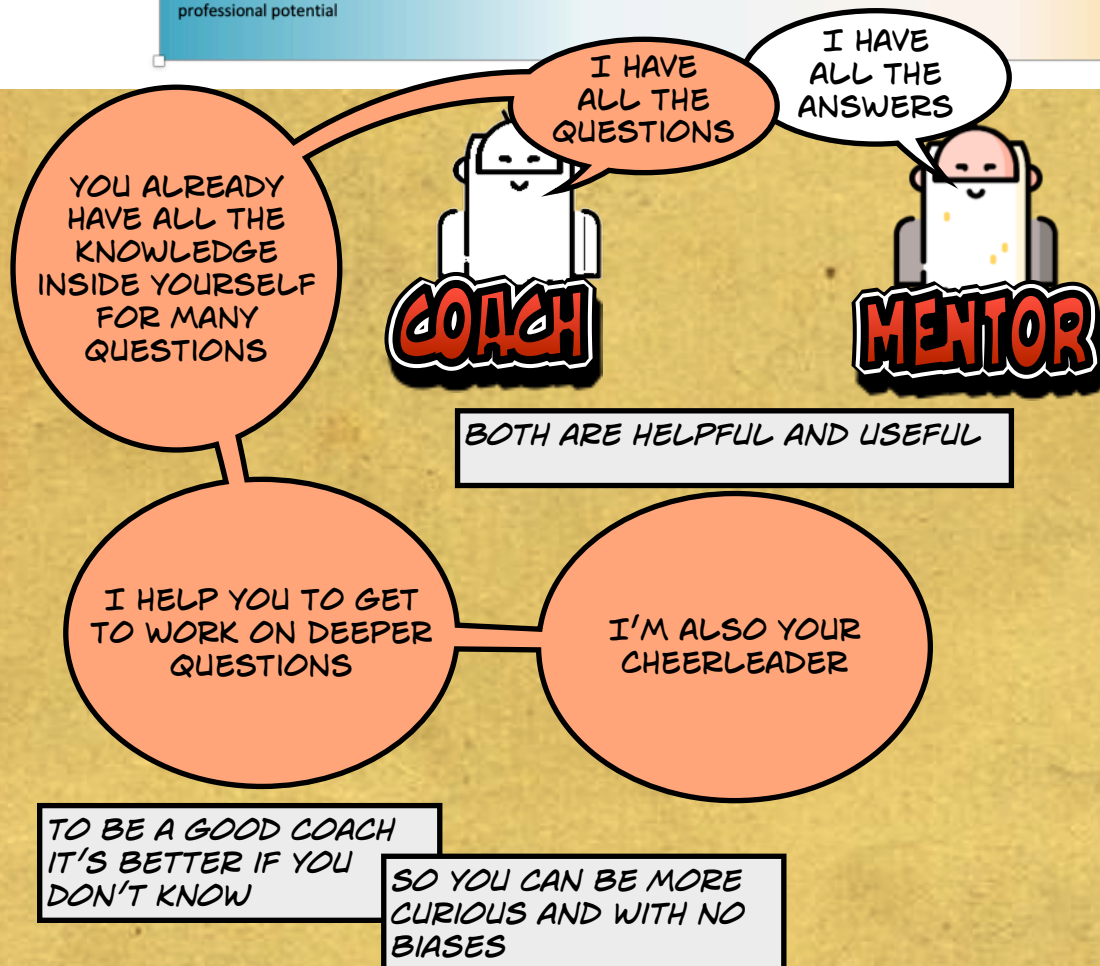 professional potential
I HAVE
ALL THE
QUESTIONS
I HAVE
ALL THE
ANSWERS
YOU ALREADY
HAVE ALL THE
KNOWLEDGE
INSIDE YOURSELF
FOR MANY
QUESTIONS
COACH
MENTOR
BOTH ARE HELPFUL AND USEFUL
I HELP YOU TO GET
TO WORK ON DEEPER
QUESTIONS
I'M ALSO YOUR
CHEERLEADER
TO BE A GOOD COACH
IT'S BETTER IF YOU
DON'T KNOW
SO YOU CAN BE MORE
CURIOUS AND WITH NO
BIASES